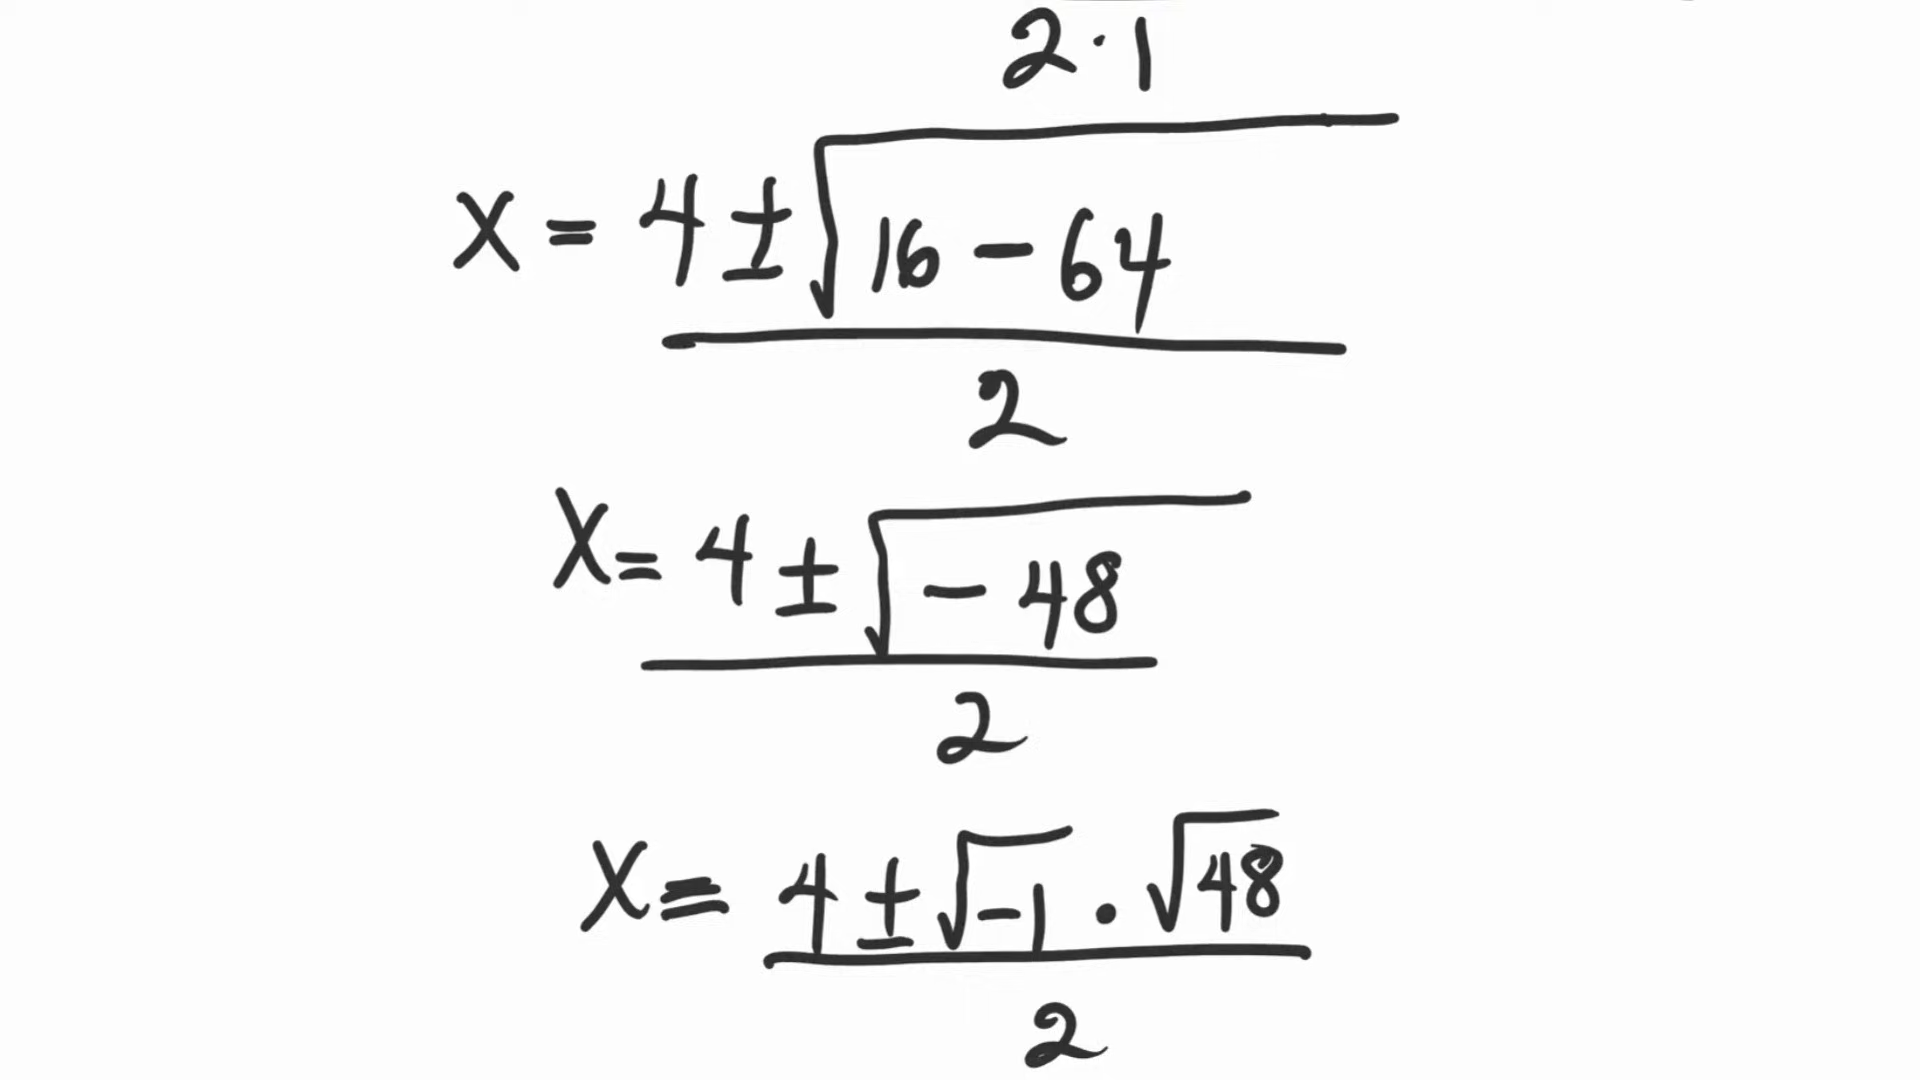 2·1
x = 4 ± √16 - 64
2
x = 4 ± √- 48
2
x = 4 ± √-1 · √48
2